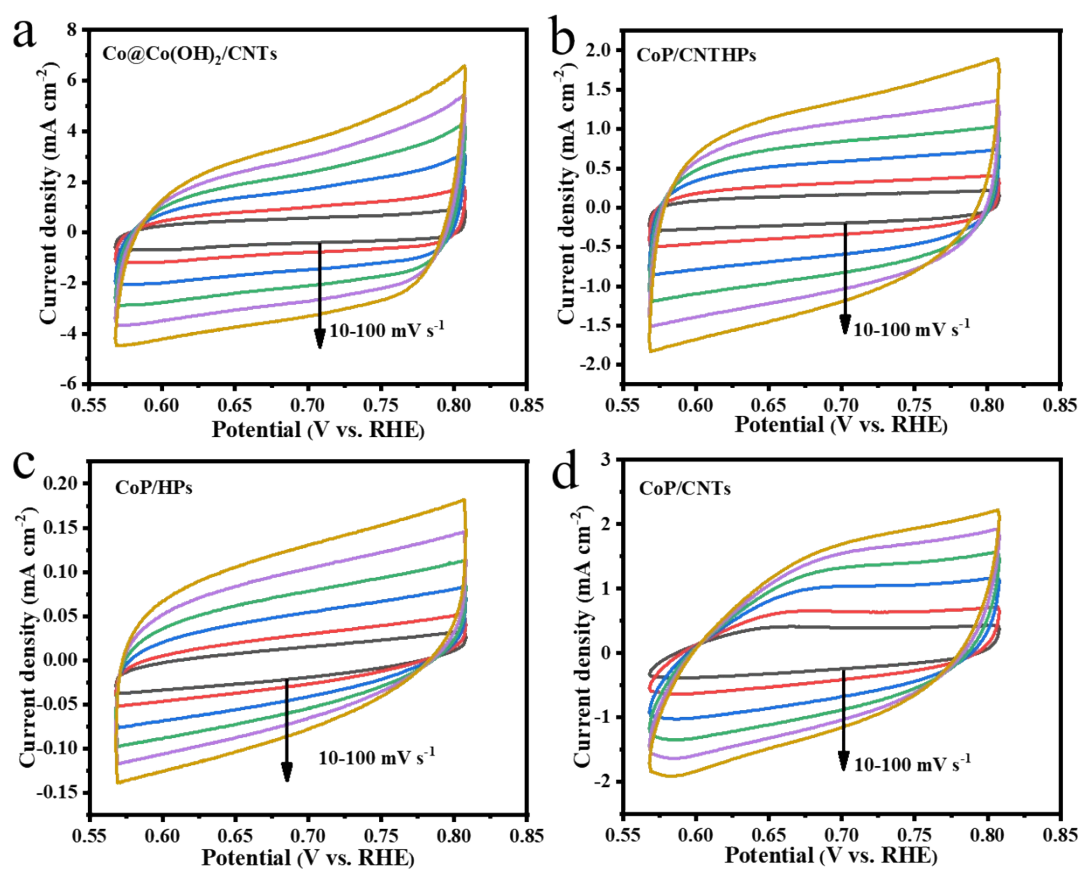 a
Co@Co(OH)₂/CNTs
Current density (mA cm⁻²)
8
6
4
2
0
-2
-4
-6
10-100 mV s⁻¹
0.55 0.60 0.65 0.70 0.75 0.80 0.85
Potential (V vs. RHE)
b
CoP/CNTHPs
Current density (mA cm⁻²)
2.0
1.5
1.0
0.5
0.0
-0.5
-1.0
-1.5
-2.0
10-100 mV s⁻¹
0.55 0.60 0.65 0.70 0.75 0.80 0.85
Potential (V vs. RHE)
c
CoP/HPs
Current density (mA cm⁻²)
0.20
0.15
0.10
0.05
0.00
-0.05
-0.10
-0.15
10-100 mV s⁻¹
0.55 0.60 0.65 0.70 0.75 0.80 0.85
Potential (V vs. RHE)
d
CoP/CNTs
Current density (mA cm⁻²)
3
2
1
0
-1
-2
10-100 mV s⁻¹
0.55 0.60 0.65 0.70 0.75 0.80 0.85
Potential (V vs. RHE)